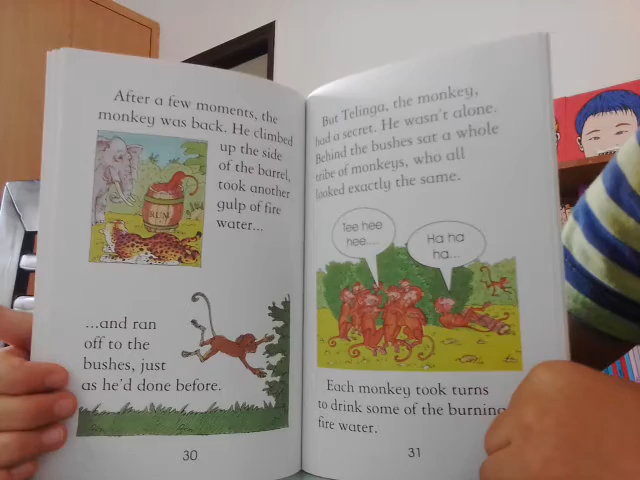 After a few moments, the
monkey was back. He climbed
up the side
of the barrel,
took another
gulp of fire
water...
RUM
...and ran
off to the
bushes, just
as he'd done before.
30
But Telinga, the monkey,
had a secret. He wasn't alone.
Behind the bushes sat a whole
tribe of monkeys, who all
looked exactly the same.
Tee hee
hee....
Ha ha
ha...
Each monkey took turns
to drink some of the burning
fire water.
31